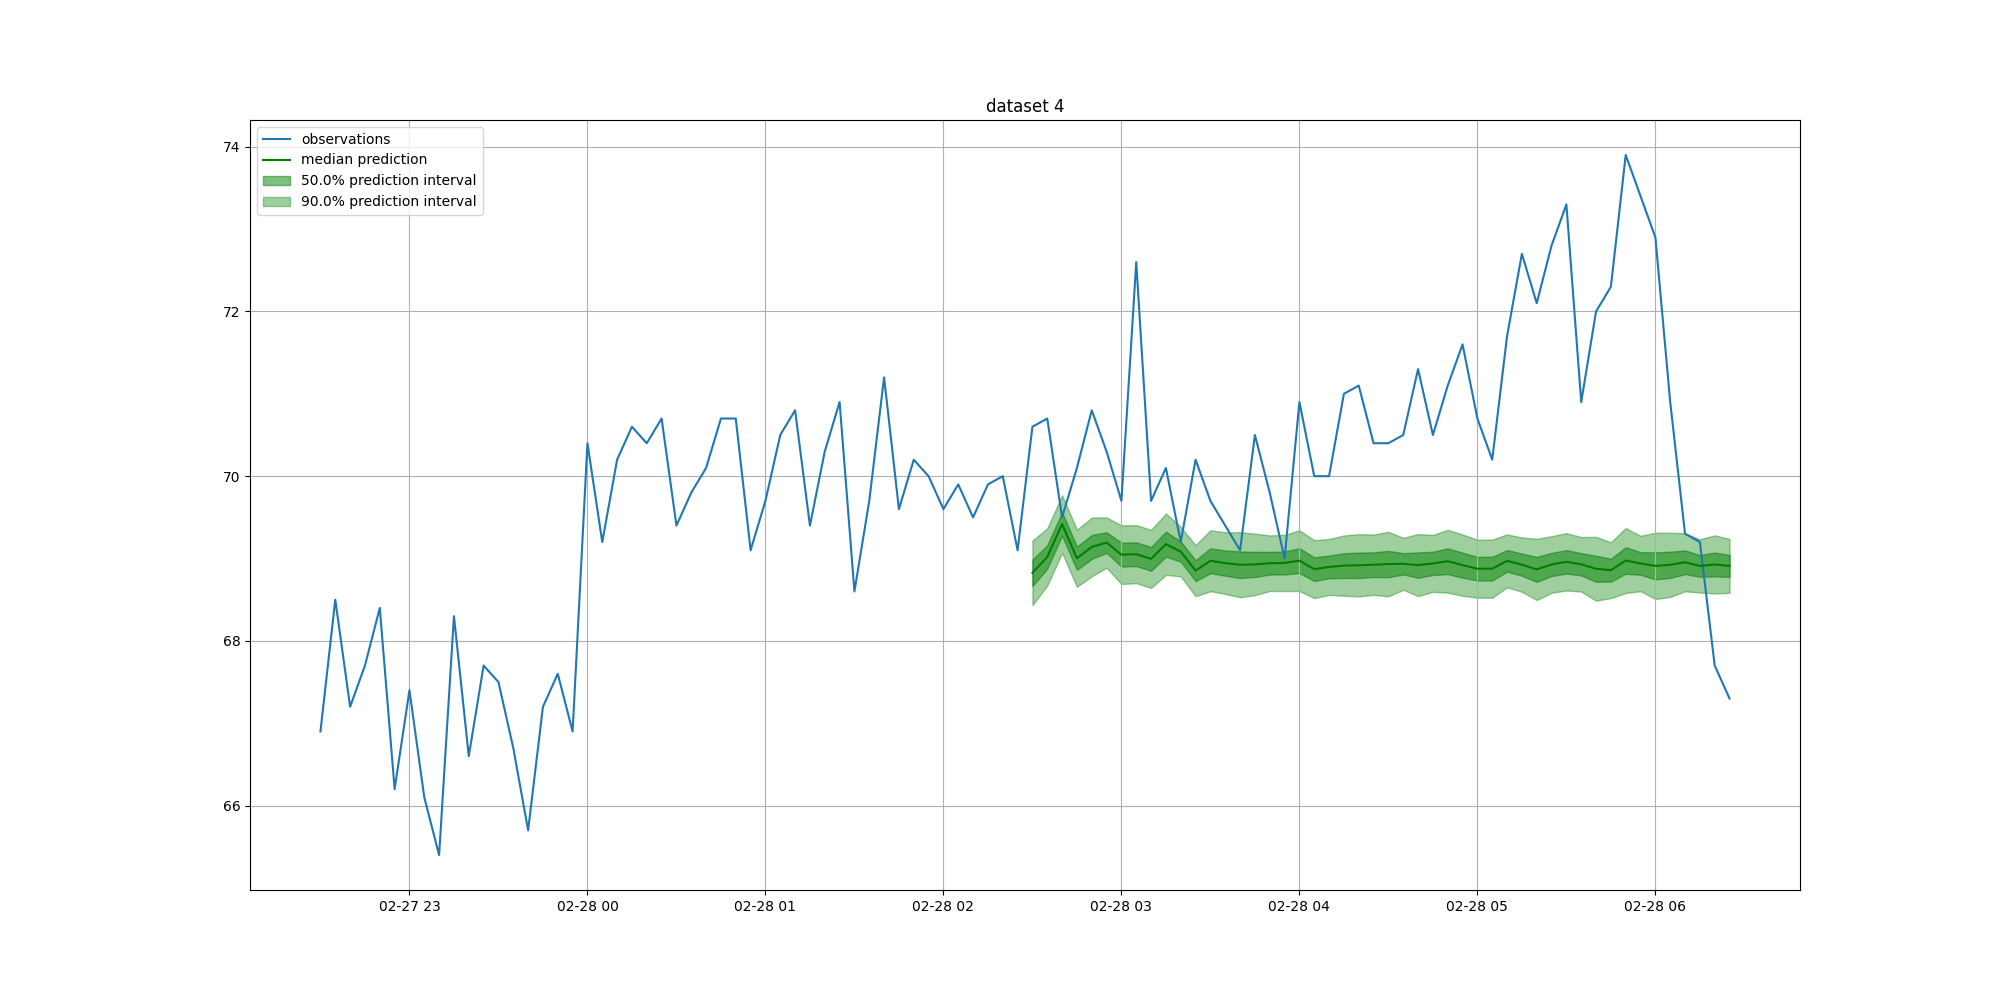 dataset 4
observations
median prediction
50.0% prediction interval
90.0% prediction interval
74
72
70
68
66
02-27 23
02-28 00
02-28 01
02-28 02
02-28 03
02-28 04
02-28 05
02-28 06